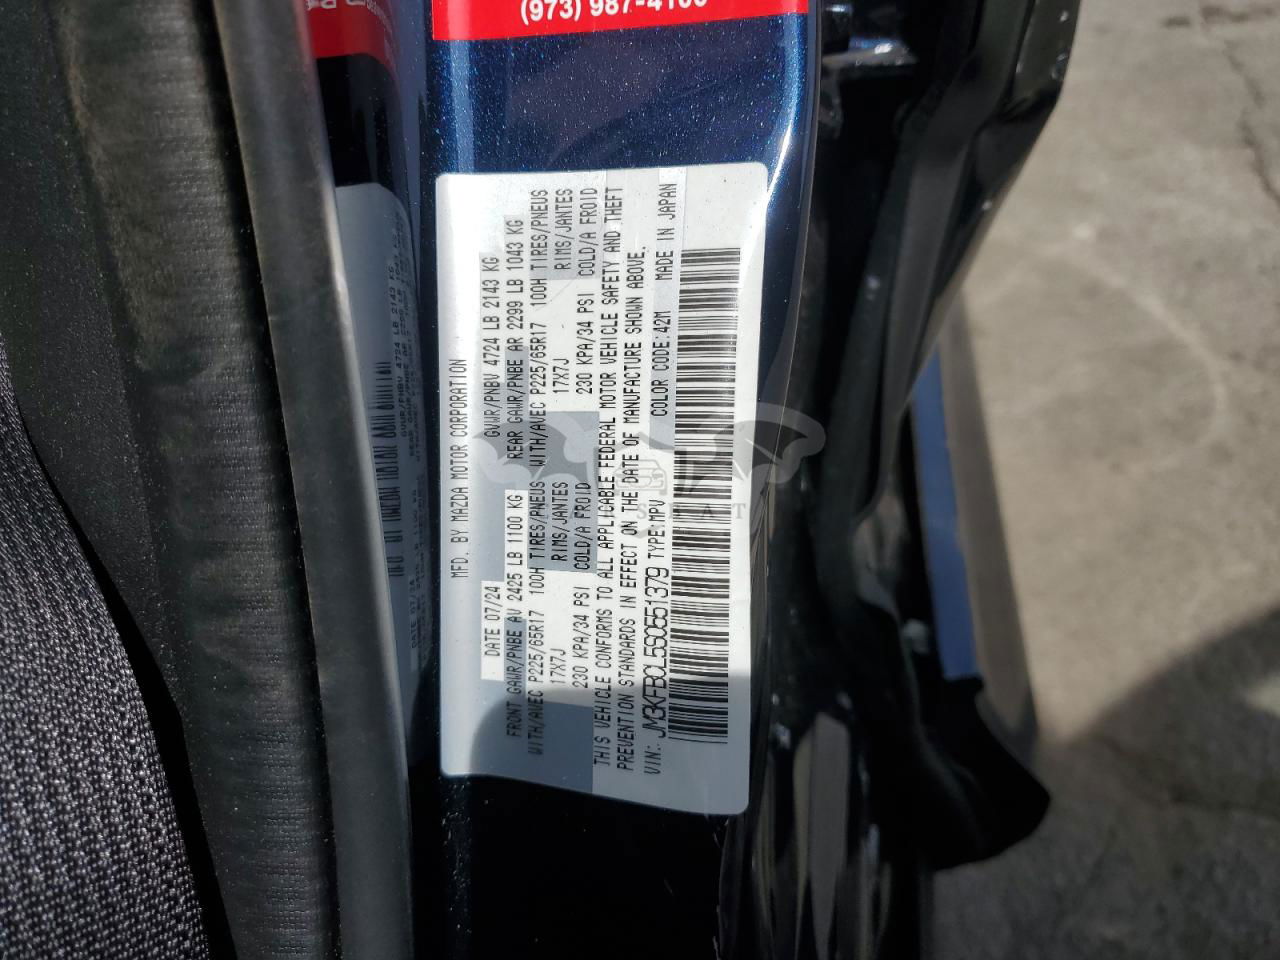 (973) 987-4100
MFD. BY MAZDA MOTOR CORPORATION
DATE 07/24 GVWR/PNBV 4724 LB 2143 KG
FRONT GAWR/PNBE AV 2425 LB 1100 KG REAR GAWR/PNBE AR 2299 LB 1043 KG
WITH/AVEC P225/65R17 100H TIRES/PNEUS WITH/AVEC P225/65R17 100H TIRES/PNEUS
17X7J RIMS/JANTES 17X7J RIMS/JANTES
230 KPA/34 PSI COLD/A FROID 230 KPA/34 PSI COLD/A FROID
THIS VEHICLE CONFORMS TO ALL APPLICABLE FEDERAL MOTOR VEHICLE SAFETY AND THEFT
PREVENTION STANDARDS IN EFFECT ON THE DATE OF MANUFACTURE SHOWN ABOVE.
VIN: JM3KFBCL5S0551379 TYPE:MPV COLOR CODE:42M MADE IN JAPAN